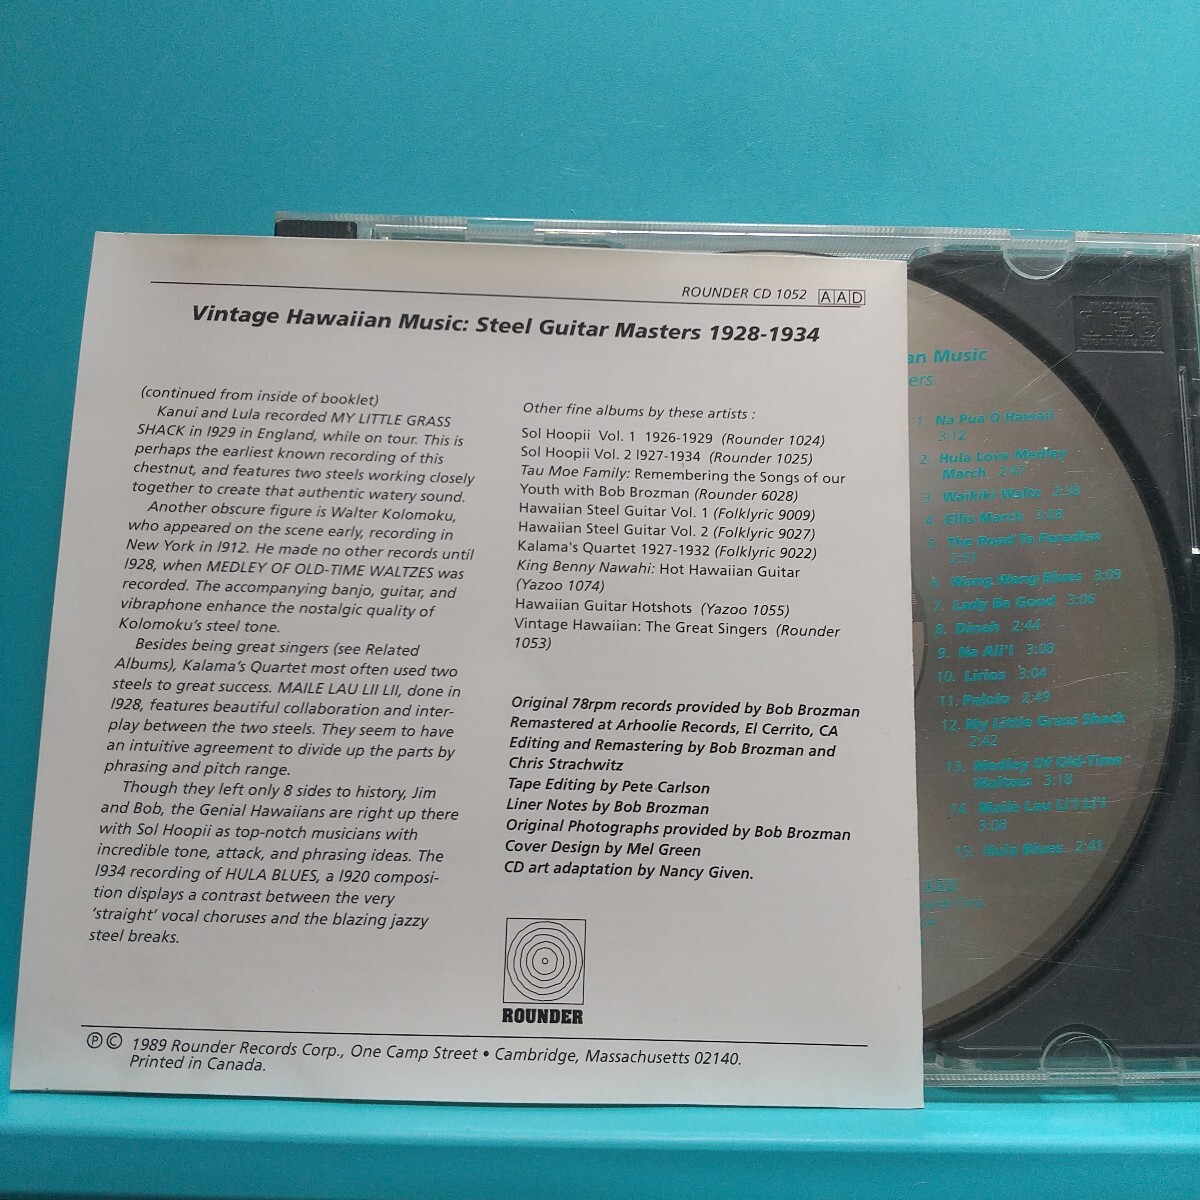 ROUNDER CD 1052 AAD
Vintage Hawaiian Music: Steel Guitar Masters 1928-1934
(continued from inside of booklet)
Kanui and Lula recorded MY LITTLE GRASS
SHACK in l929 in England, while on tour. This is
perhaps the earliest known recording of this
chestnut, and features two steels working closely
together to create that authentic watery sound.
Another obscure figure is Walter Kolomoku,
who appeared on the scene early, recording in
New York in l912. He made no other records until
l928, when MEDLEY OF OLD-TIME WALTZES was
recorded. The accompanying banjo, guitar, and
vibraphone enhance the nostalgic quality of
Kolomoku's steel tone.
Besides being great singers (see Related
Albums), Kalama's Quartet most often used two
steels to great success. MAILE LAU LII LII, done in
l928, features beautiful collaboration and inter-
play between the two steels. They seem to have
an intuitive agreement to divide up the parts by
phrasing and pitch range.
Though they left only 8 sides to history, Jim
and Bob, the Genial Hawaiians are right up there
with Sol Hoopii as top-notch musicians with
incredible tone, attack, and phrasing ideas. The
l934 recording of HULA BLUES, a l920 composi-
tion displays a contrast between the very
'straight' vocal choruses and the blazing jazzy
steel breaks.
Other fine albums by these artists :
Sol Hoopii Vol. 1 1926-1929 (Rounder 1024)
Sol Hoopii Vol. 2 l927-1934 (Rounder 1025)
Tau Moe Family: Remembering the Songs of our
Youth with Bob Brozman (Rounder 6028)
Hawaiian Steel Guitar Vol. 1 (Folklyric 9009)
Hawaiian Steel Guitar Vol. 2 (Folklyric 9027)
Kalama's Quartet 1927-1932 (Folklyric 9022)
King Benny Nawahi: Hot Hawaiian Guitar
(Yazoo 1074)
Hawaiian Guitar Hotshots (Yazoo 1055)
Vintage Hawaiian: The Great Singers (Rounder
1053)
Original 78rpm records provided by Bob Brozman
Remastered at Arhoolie Records, El Cerrito, CA
Editing and Remastering by Bob Brozman and
Chris Strachwitz
Tape Editing by Pete Carlson
Liner Notes by Bob Brozman
Original Photographs provided by Bob Brozman
Cover Design by Mel Green
CD art adaptation by Nancy Given.
ROUNDER
Ⓟ © 1989 Rounder Records Corp., One Camp Street • Cambridge, Massachusetts 02140.
Printed in Canada.
an Music
ers
1. Na Pua O Hawaii
3:12
2. Hula Love Medley
March 2:47
3. Waikiki Waltz 2:58
4. Ellis March 3:08
5. The Road To Paradise
2:51
6. Wang Wang Blues 3:09
7. Lady Be Good 3:06
8. Dinah 2:44
9. Na Ali'i 3:08
10. Lirios 3:04
11. Palolo 2:49
12. My Little Grass Shack
2:42
13. Medley Of Old-Time
Waltzes 3:18
14. Maile Lau Li'i Li'i
3:08
15. Hula Blues 2:41
COMPACT
DISC
DIGITAL AUDIO